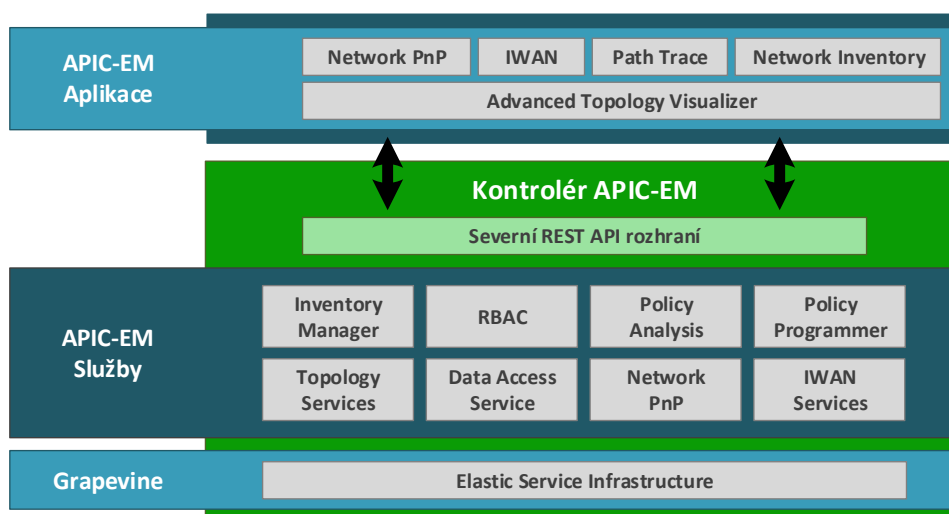 APIC-EM
Aplikace
Network PnP
IWAN
Path Trace
Network Inventory
Advanced Topology Visualizer
Kontrolér APIC-EM
Severní REST API rozhraní
APIC-EM
Služby
Inventory
Manager
RBAC
Policy
Analysis
Policy
Programmer
Topology
Services
Data Access
Service
Network
PnP
IWAN
Services
Grapevine
Elastic Service Infrastructure